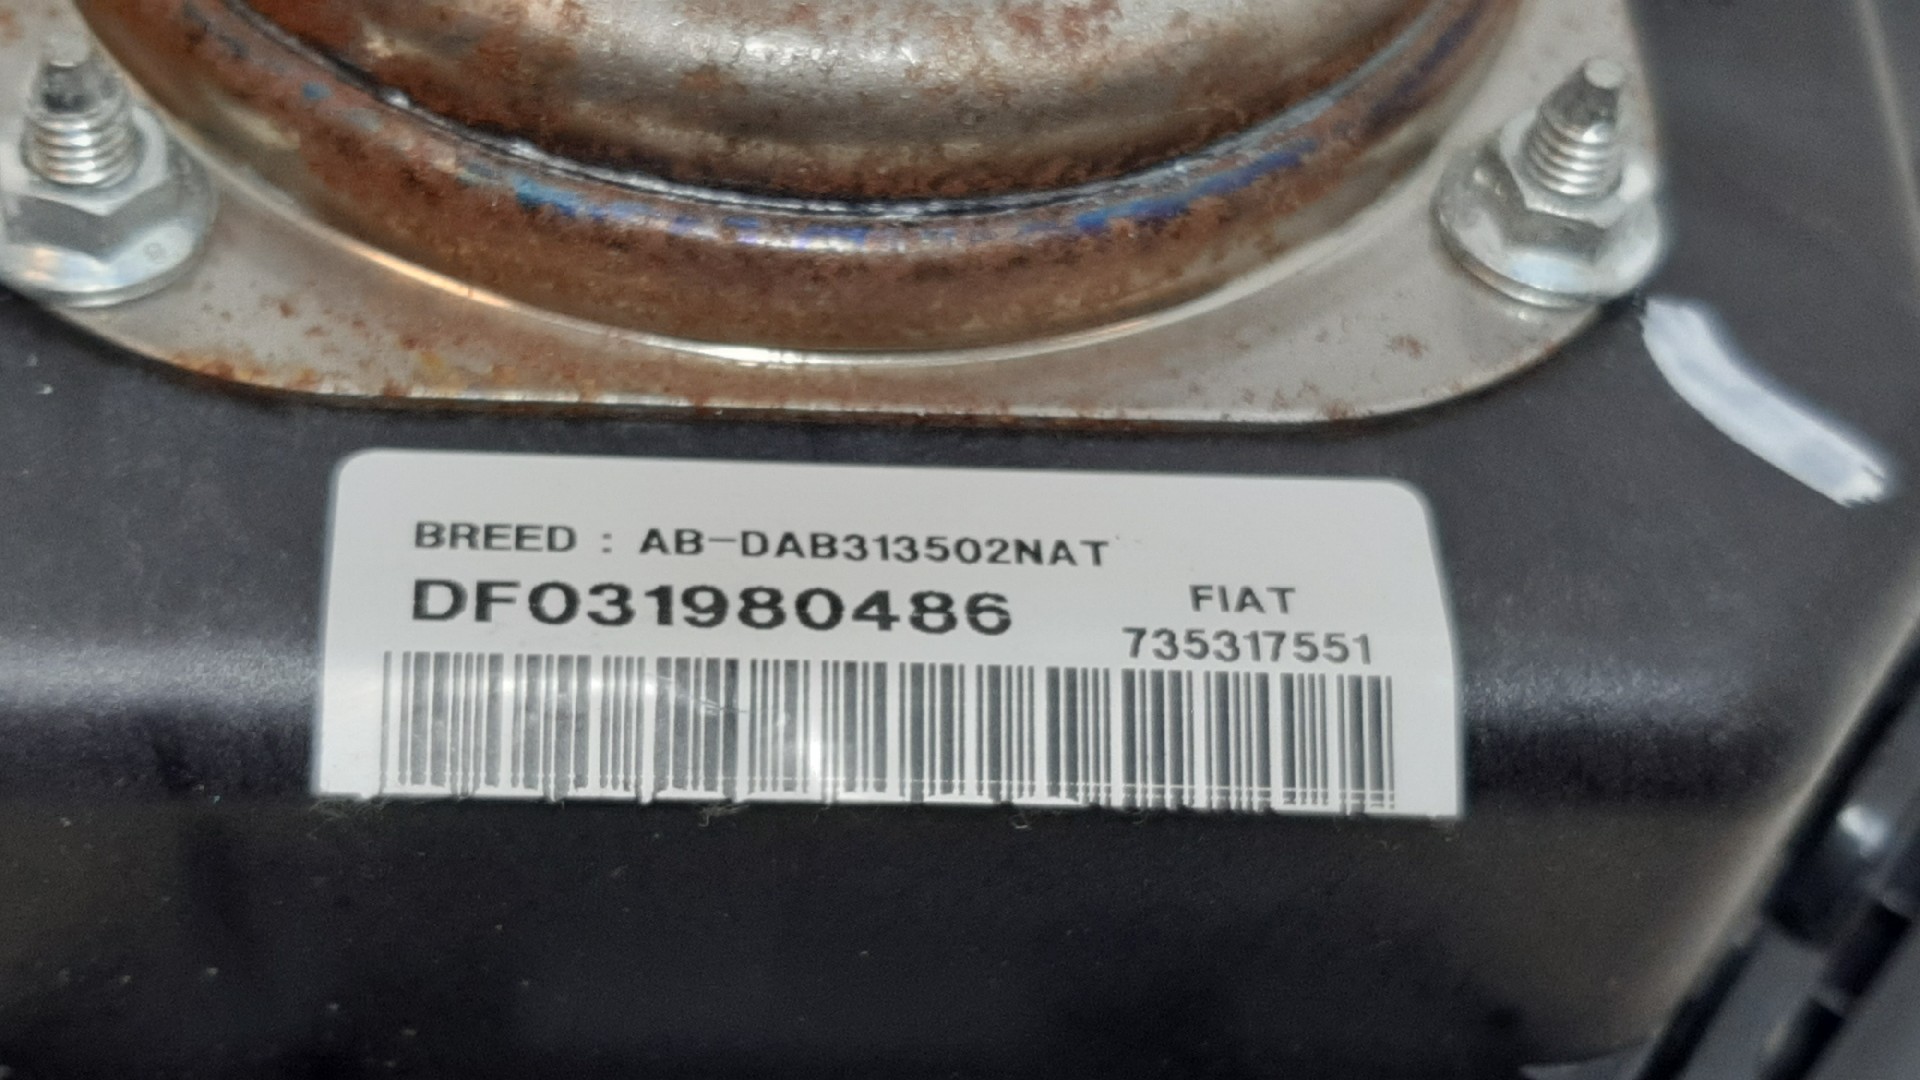 BREED : AB-DAB313502NAT
DF031980486
FIAT
735317551